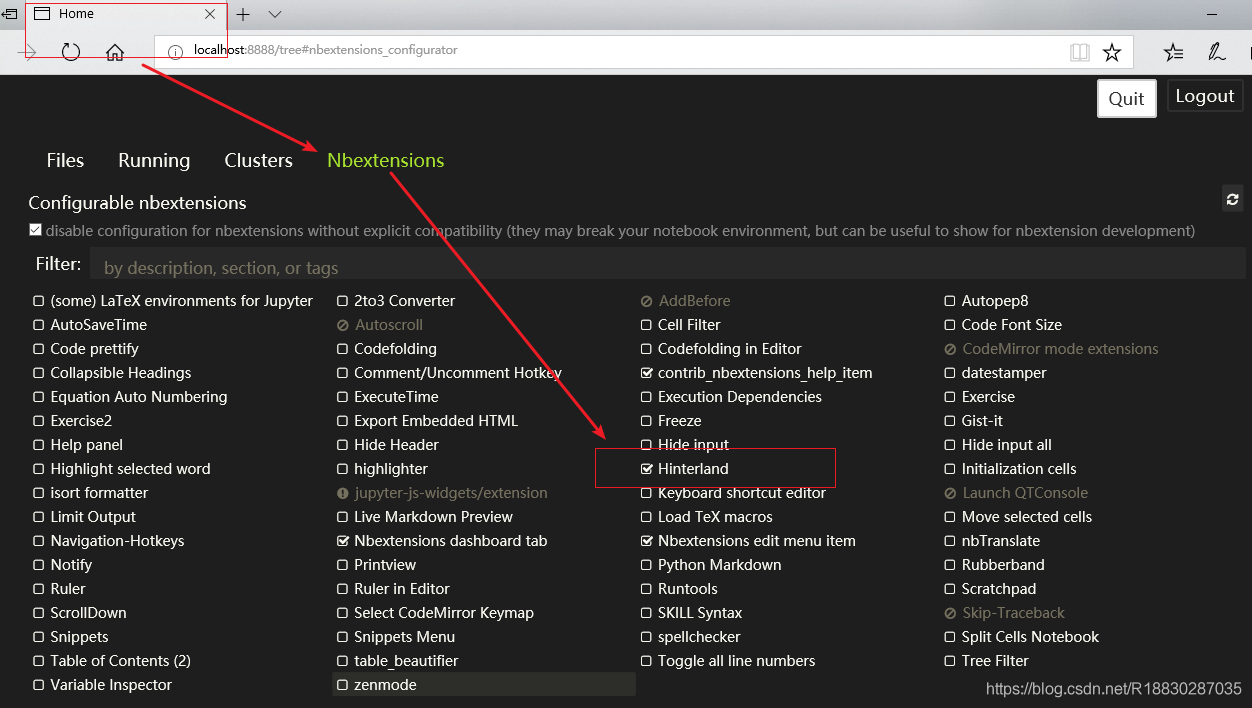 Home
localhost:8888/tree#nbextensions_configurator
Quit Logout
Files Running Clusters Nbextensions
Configurable nbextensions
disable configuration for nbextensions without explicit compatibility (they may break your notebook environment, but can be useful to show for nbextension development)
Filter: by description, section, or tags
(some) LaTeX environments for Jupyter 2to3 Converter AddBefore Autopep8
AutoSaveTime Autoscroll Cell Filter Code Font Size
Code prettify Codefolding Codefolding in Editor CodeMirror mode extensions
Collapsible Headings Comment/Uncomment Hotkey contrib_nbextensions_help_item datestamper
Equation Auto Numbering ExecuteTime Execution Dependencies Exercise
Exercise2 Export Embedded HTML Freeze Gist-it
Help panel Hide Header Hide input Hide input all
Highlight selected word highlighter Hinterland Initialization cells
isort formatter jupyter-js-widgets/extension Keyboard shortcut editor Launch QTConsole
Limit Output Live Markdown Preview Load TeX macros Move selected cells
Navigation-Hotkeys Nbextensions dashboard tab Nbextensions edit menu item nbTranslate
Notify Printview Python Markdown Rubberband
Ruler Ruler in Editor Runtools Scratchpad
ScrollDown Select CodeMirror Keymap SKILL Syntax Skip-Traceback
Snippets Snippets Menu spellchecker Split Cells Notebook
Table of Contents (2) table_beautifier Toggle all line numbers Tree Filter
Variable Inspector zenmode
https://blog.csdn.net/R18830287035